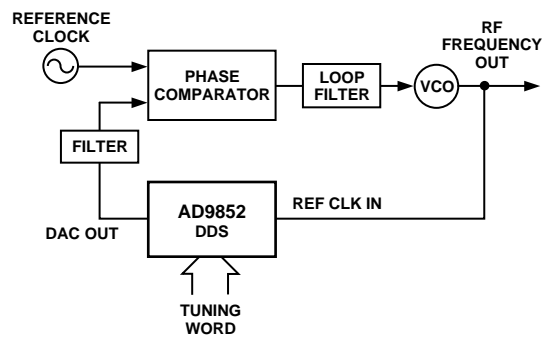 REFERENCE
CLOCK
RF
FREQUENCY
OUT
PHASE
COMPARATOR
LOOP
FILTER
VCO
FILTER
AD9852
DDS
REF CLK IN
DAC OUT
TUNING
WORD